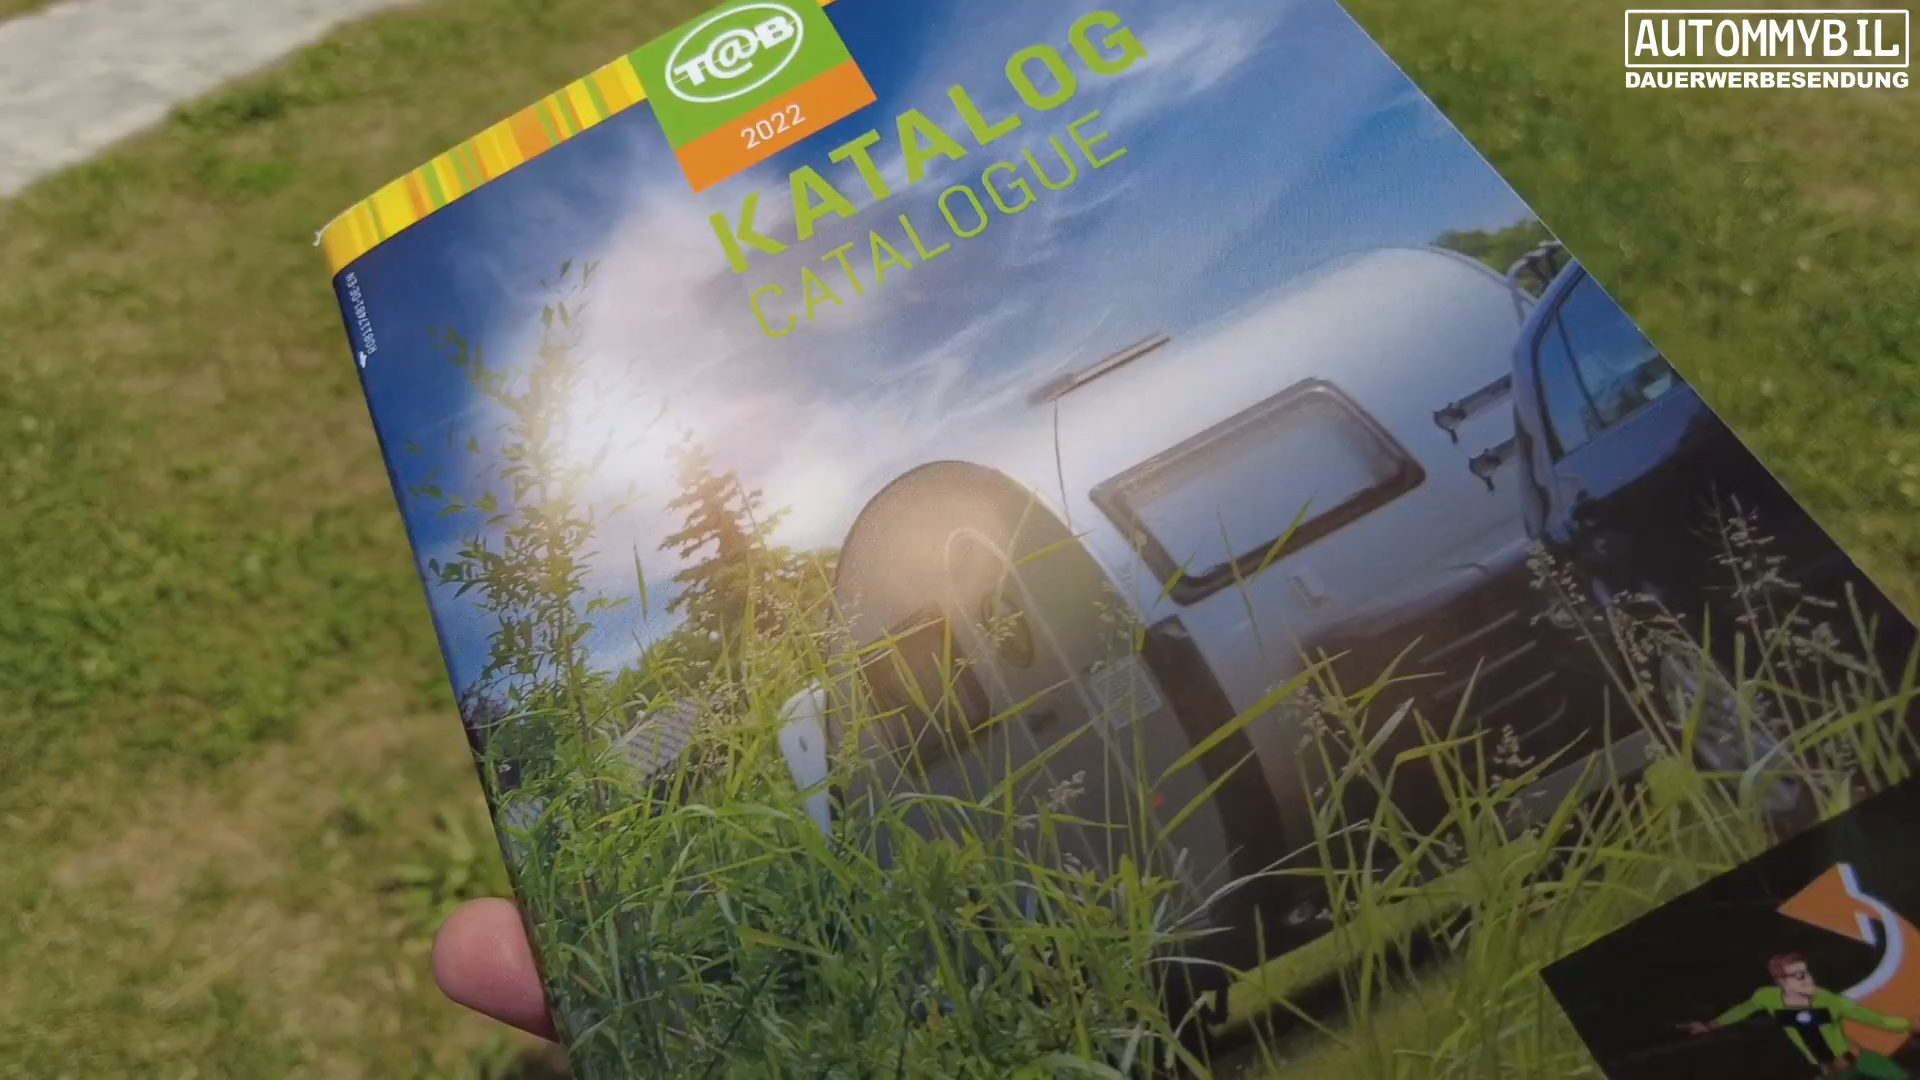 AUTOMMYBIL
DAUERWERBESENDUNG
T@B
2022
KATALOG
CATALOGUE